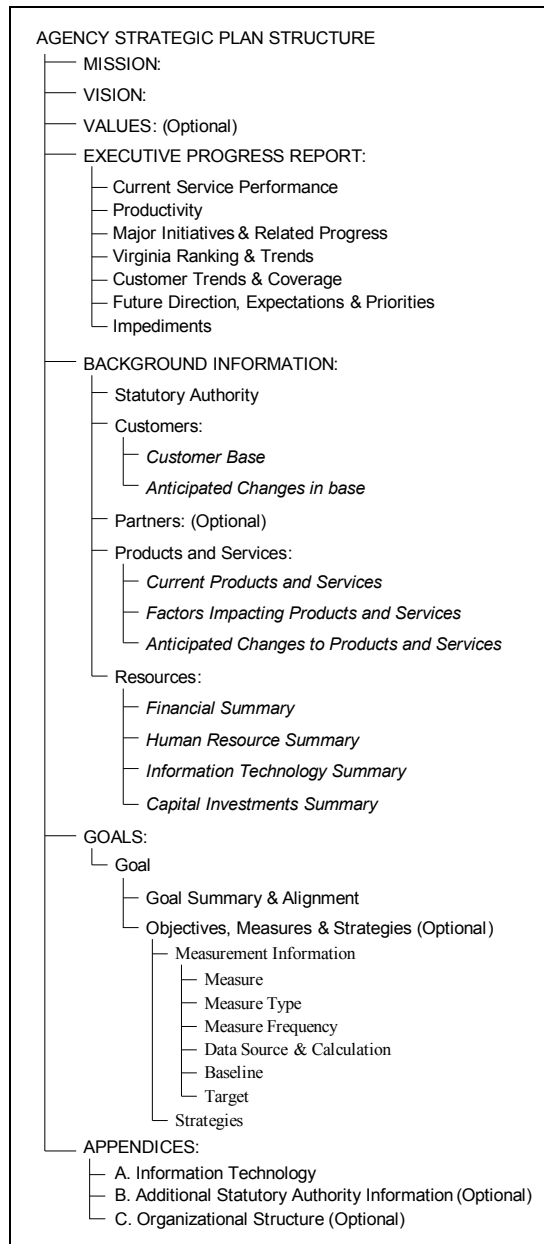 AGENCY STRATEGIC PLAN STRUCTURE
MISSION:
VISION:
VALUES: (Optional)
EXECUTIVE PROGRESS REPORT:
Current Service Performance
Productivity
Major Initiatives & Related Progress
Virginia Ranking & Trends
Customer Trends & Coverage
Future Direction, Expectations & Priorities
Impediments
BACKGROUND INFORMATION:
Statutory Authority
Customers:
Customer Base
Anticipated Changes in base
Partners: (Optional)
Products and Services:
Current Products and Services
Factors Impacting Products and Services
Anticipated Changes to Products and Services
Resources:
Financial Summary
Human Resource Summary
Information Technology Summary
Capital Investments Summary
GOALS:
Goal
Goal Summary & Alignment
Objectives, Measures & Strategies (Optional)
Measurement Information
Measure
Measure Type
Measure Frequency
Data Source & Calculation
Baseline
Target
Strategies
APPENDICES:
A. Information Technology
B. Additional Statutory Authority Information (Optional)
C. Organizational Structure (Optional)